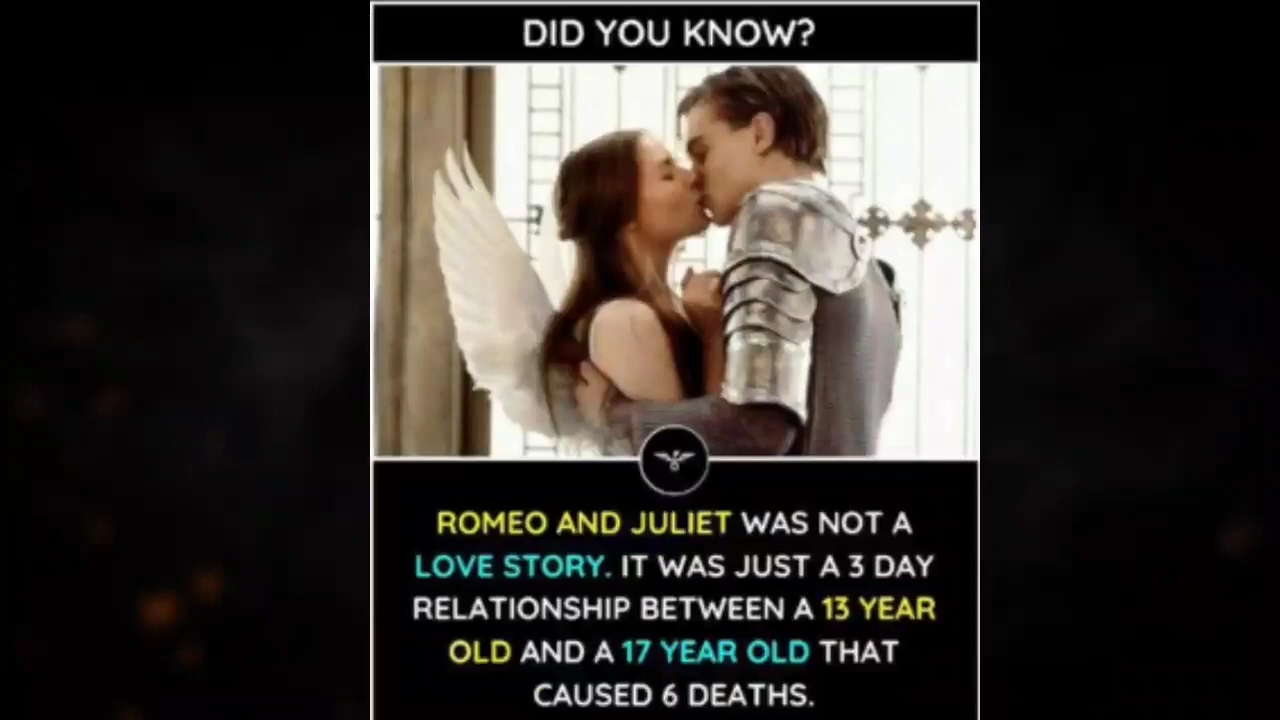 DID YOU KNOW?
ROMEO AND JULIET WAS NOT A
LOVE STORY. IT WAS JUST A 3 DAY
RELATIONSHIP BETWEEN A 13 YEAR
OLD AND A 17 YEAR OLD THAT
CAUSED 6 DEATHS.